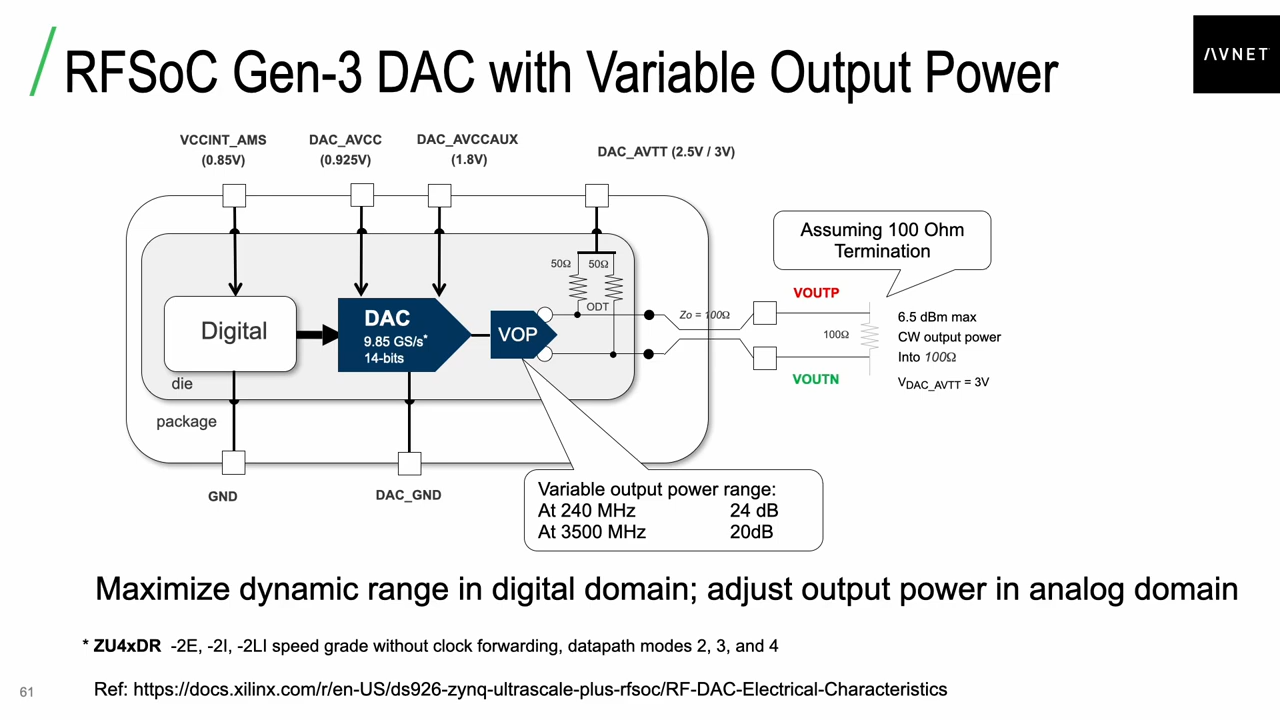 RFSoC Gen-3 DAC with Variable Output Power
AVNET
VCCINT_AMS
(0.85V)
DAC_AVCC
(0.925V)
DAC_AVCCAUX
(1.8V)
DAC_AVTT (2.5V / 3V)
Assuming 100 Ohm
Termination
50Ω 50Ω
ODT
Digital
DAC
9.85 GS/s*
14-bits
VOP
Zo = 100Ω
VOUTP
100Ω
VOUTN
6.5 dBm max
CW output power
Into 100Ω
VDAC_AVTT = 3V
die
package
GND
DAC_GND
Variable output power range:
At 240 MHz 24 dB
At 3500 MHz 20dB
Maximize dynamic range in digital domain; adjust output power in analog domain
* ZU4xDR -2E, -2I, -2LI speed grade without clock forwarding, datapath modes 2, 3, and 4
61
Ref: https://docs.xilinx.com/r/en-US/ds926-zynq-ultrascale-plus-rfsoc/RF-DAC-Electrical-Characteristics